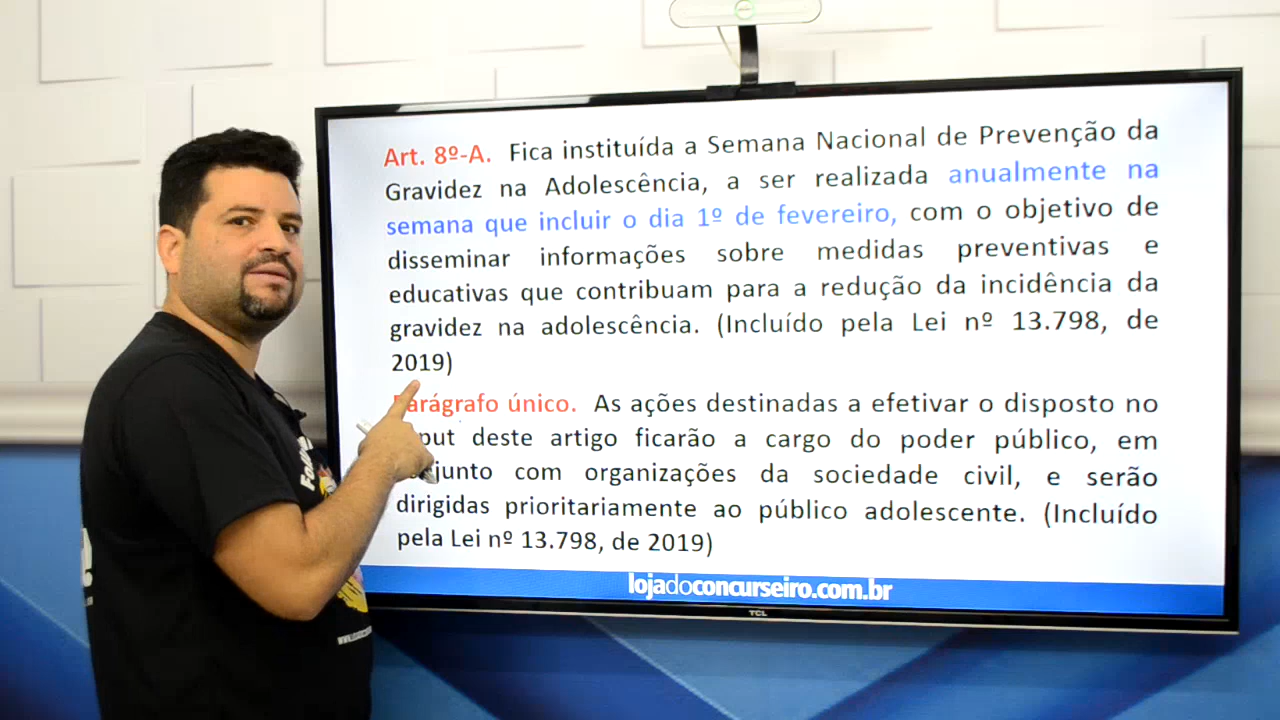 Art. 8º-A. Fica instituída a Semana Nacional de Prevenção da
Gravidez na Adolescência, a ser realizada anualmente na
semana que incluir o dia 1º de fevereiro, com o objetivo de
disseminar informações sobre medidas preventivas e
educativas que contribuam para a redução da incidência da
gravidez na adolescência. (Incluído pela Lei nº 13.798, de
2019)
Parágrafo único. As ações destinadas a efetivar o disposto no
put deste artigo ficarão a cargo do poder público, em
junto com organizações da sociedade civil, e serão
dirigidas prioritariamente ao público adolescente. (Incluído
pela Lei nº 13.798, de 2019)
lojadoconcurseiro.com.br
TCL